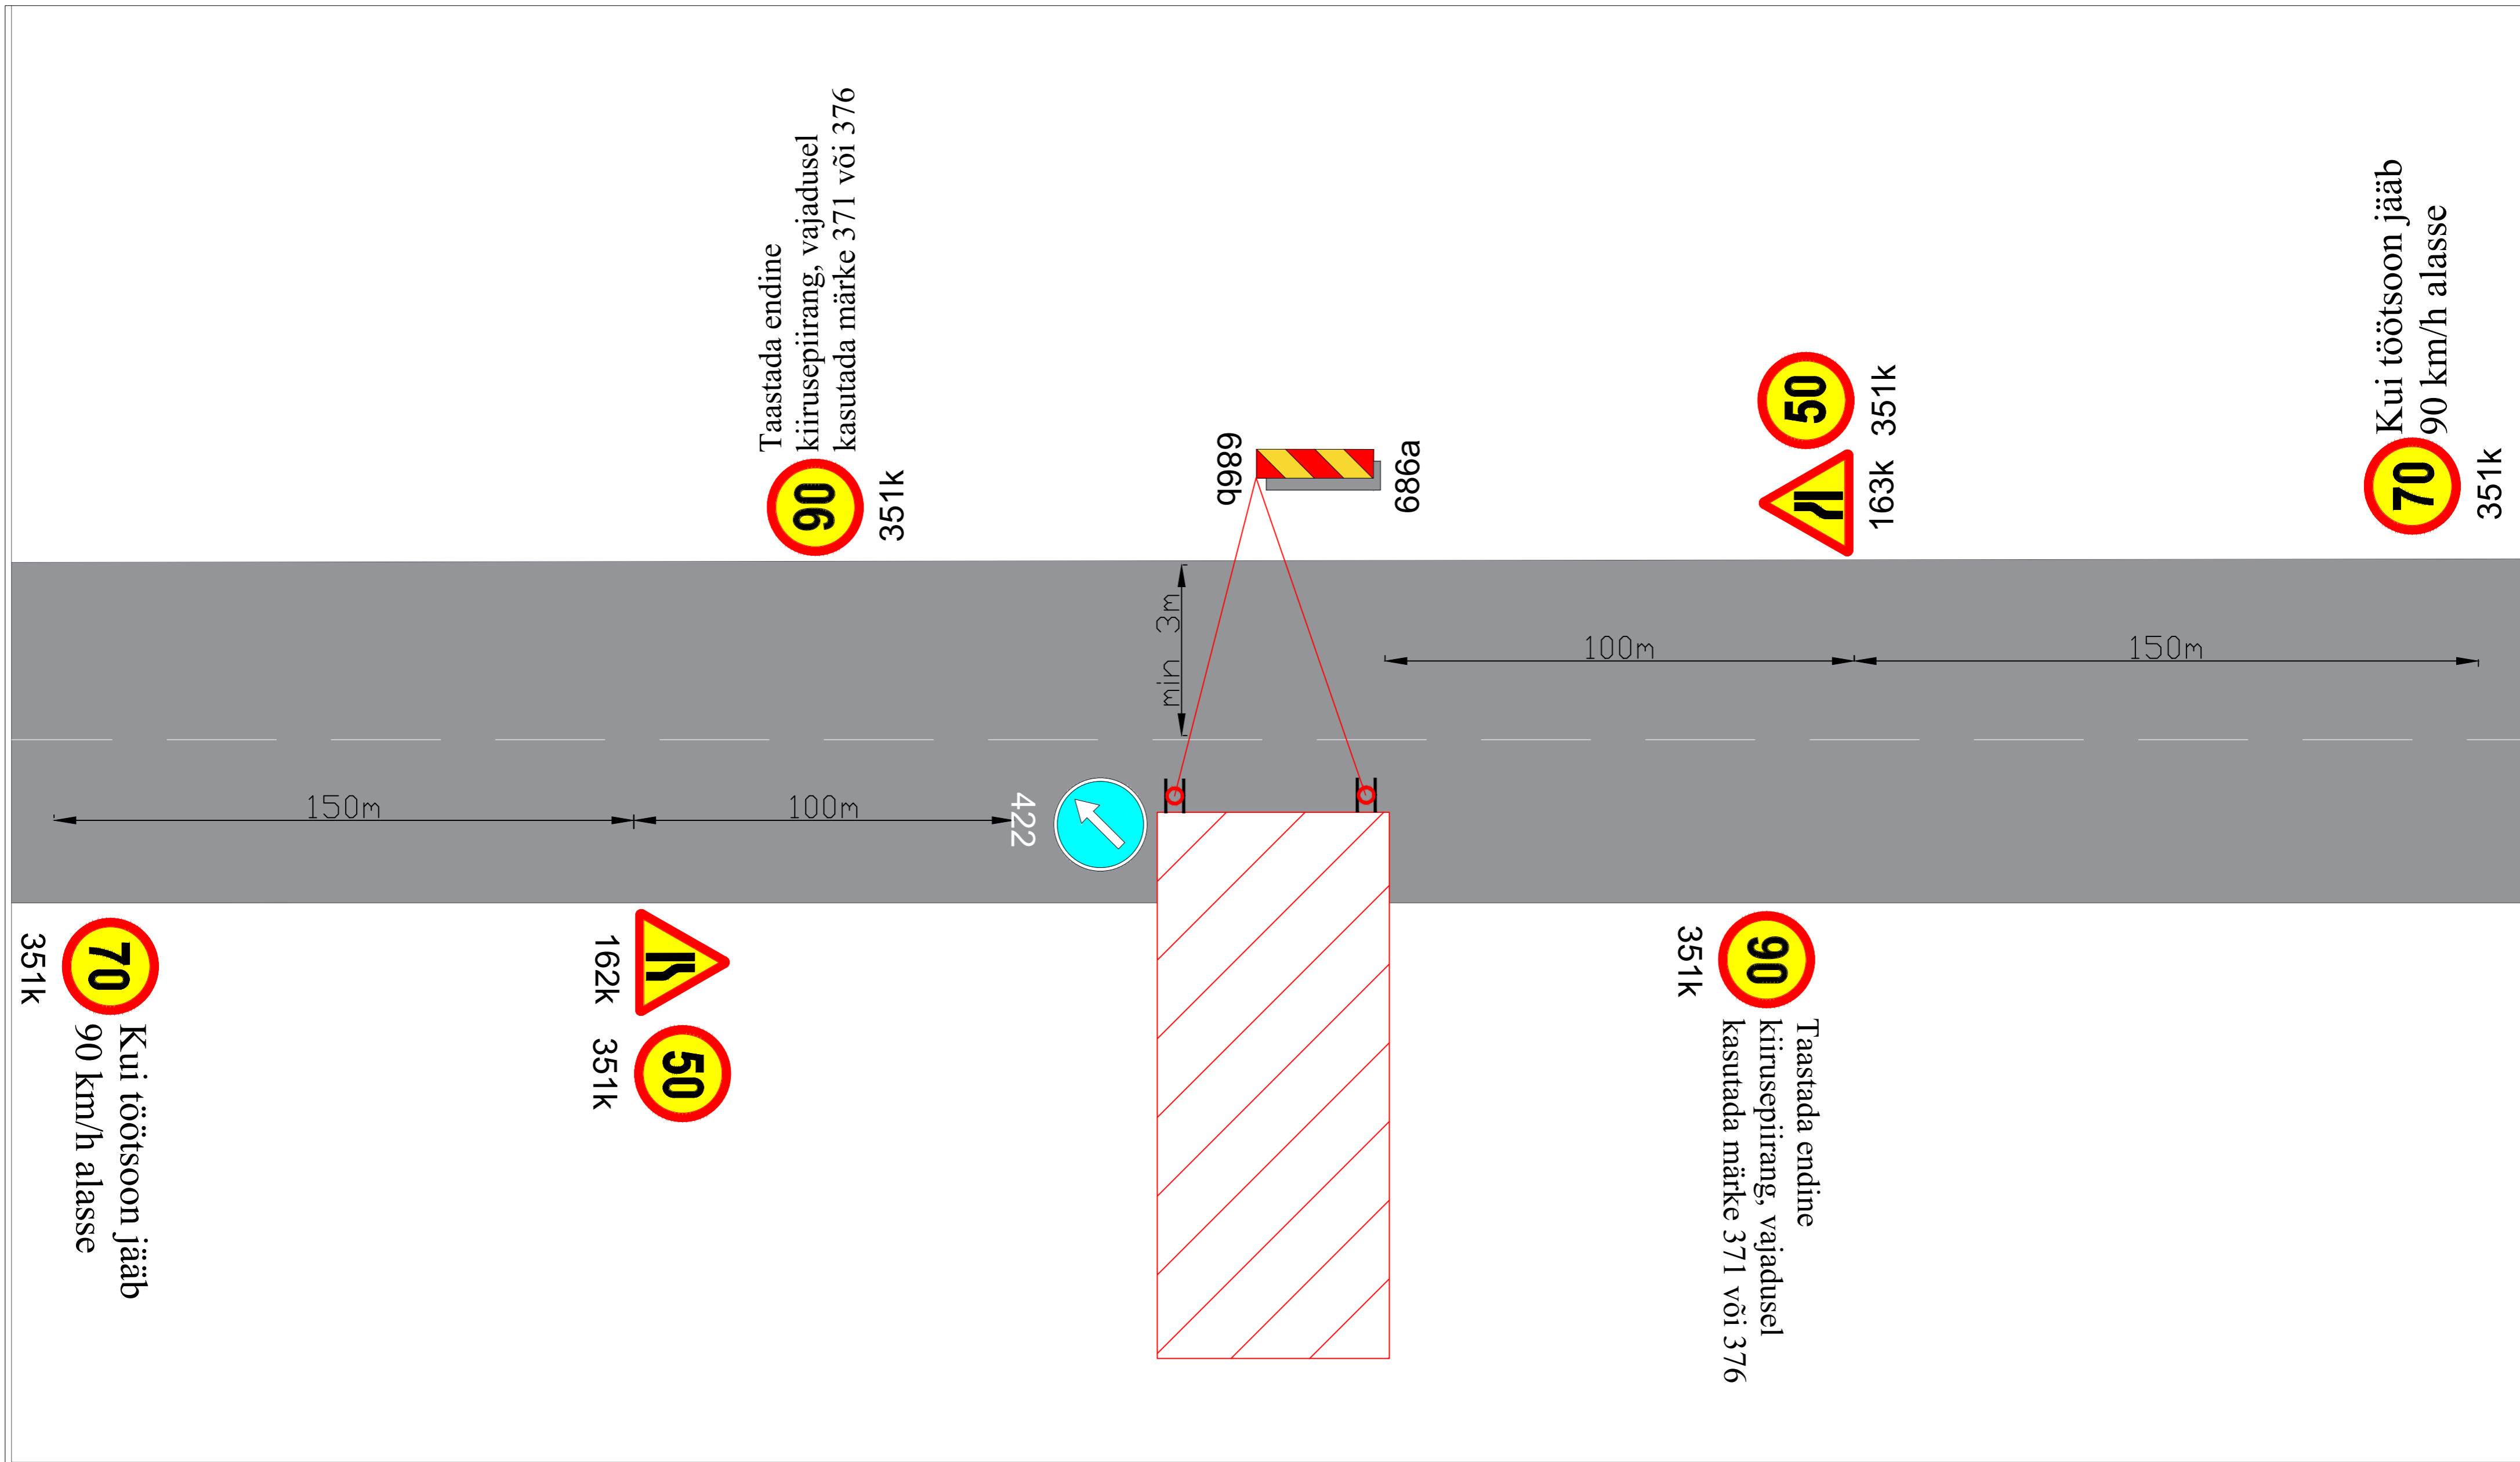 Taastada endine
kiirusepiirang, vajadusel
kasutada märke 371 või 376
90
351k
686b
686a
50
351k
163k
Kui töötsoon jääb
90 km/h alasse
70
351k
min 3m
100m
150m
150m
100m
422
351k
70
Kui töötsoon jääb
90 km/h alasse
162k
351k
50
351k
90
Taastada endine
kiirusepiirang, vajadusel
kasutada märke 371 või 376